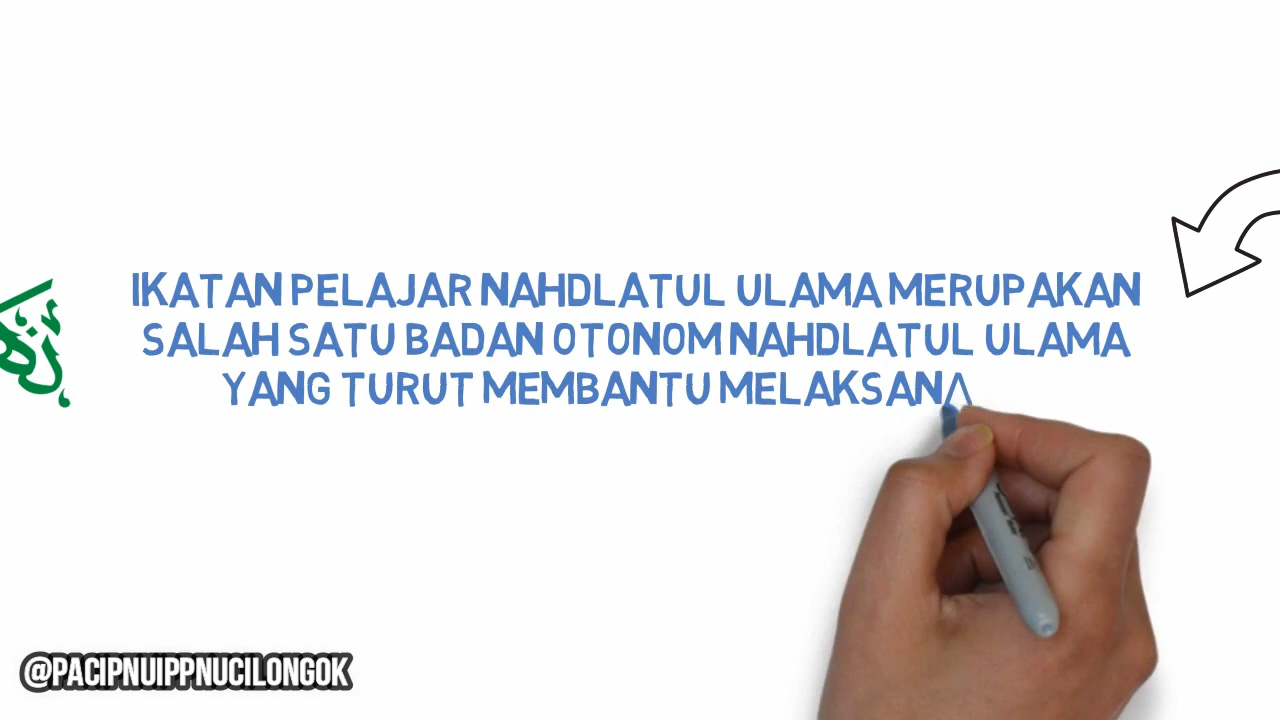 IKATAN PELAJAR NAHDLATUL ULAMA MERUPAKAN
SALAH SATU BADAN OTONOM NAHDLATUL ULAMA
YANG TURUT MEMBANTU MELAKSANA
@PACIPNUIPPNUCILONGOK